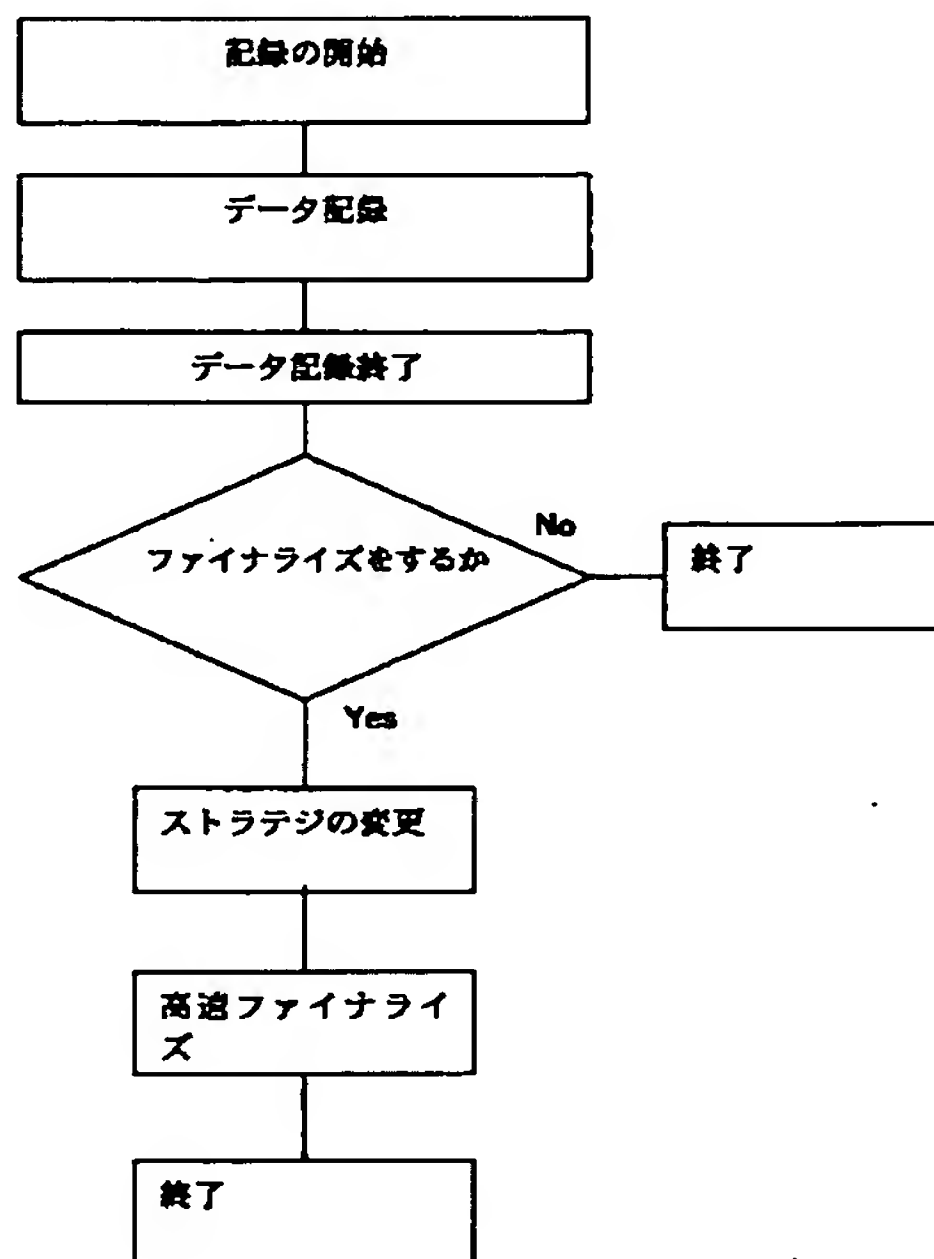 記録の開始
データ記録
データ記録終了
ファイナライズをするか
No
終了
Yes
ストラテジの変更
高速ファイナライ
ズ
終了